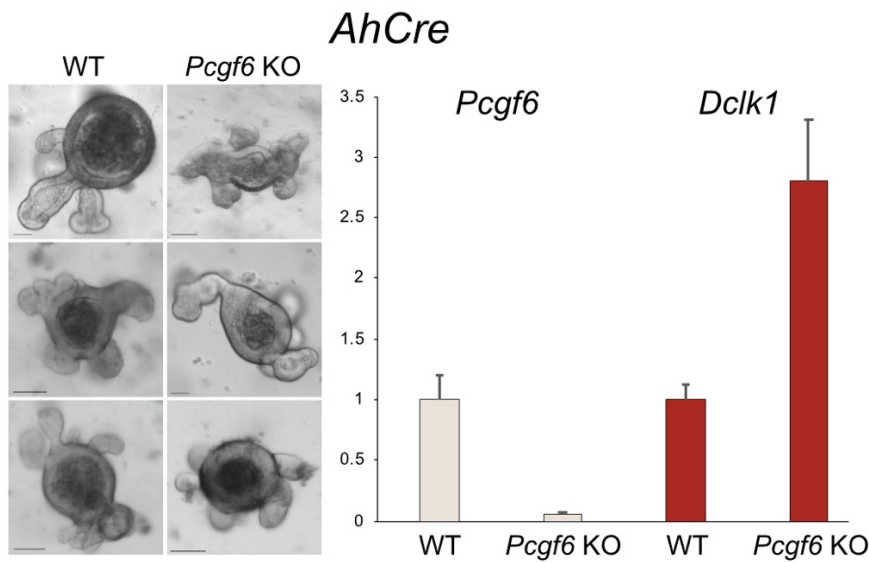 AhCre
WT Pcgf6 KO
Pcgf6 Dclk1
3.5
3
2.5
2
1.5
1
0.5
0
WT Pcgf6 KO WT Pcgf6 KO